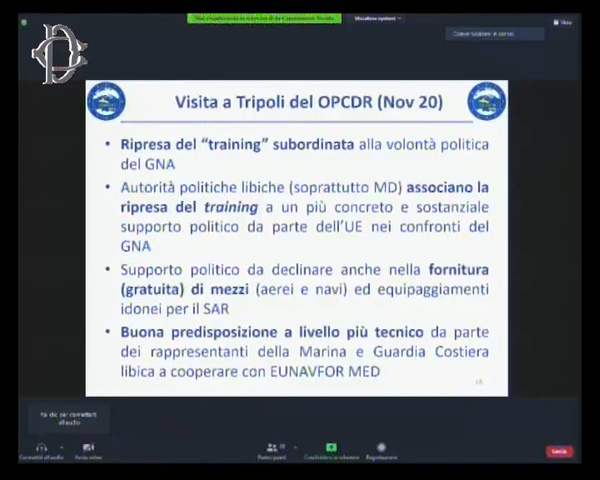 Visita a Tripoli del OPCDR (Nov 20)
• Ripresa del “training” subordinata alla volontà politica
del GNA
• Autorità politiche libiche (soprattutto MD) associano la
ripresa del training a un più concreto e sostanziale
supporto politico da parte dell'UE nei confronti del
GNA
• Supporto politico da declinare anche nella fornitura
(gratuita) di mezzi (aerei e navi) ed equipaggiamenti
idonei per il SAR
• Buona predisposizione a livello più tecnico da parte
dei rappresentanti della Marina e Guardia Costiera
libica a cooperare con EUNAVFOR MED